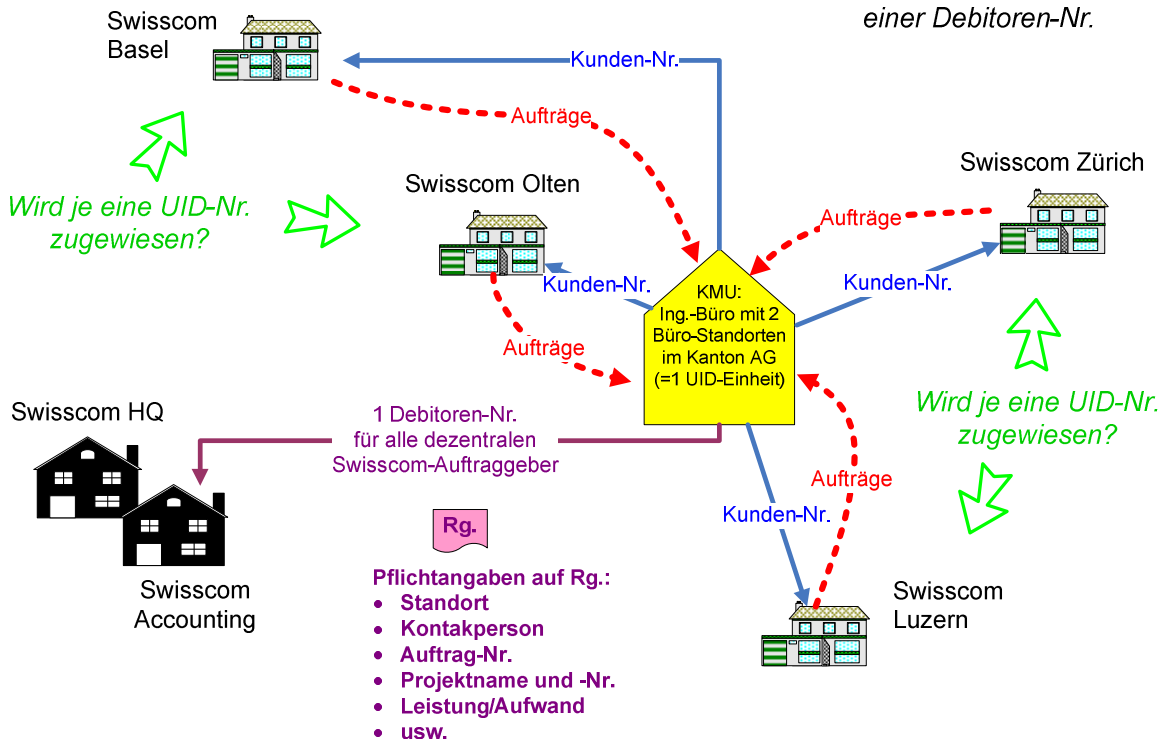 Swisscom
Basel
einer Debitoren-Nr.
Kunden-Nr.
Aufträge
Swisscom Zürich
Swisscom Olten
Wird je eine UID-Nr.
zugewiesen?
Aufträge
Kunden-Nr.
Kunden-Nr.
KMU:
Ing.-Büro mit 2
Büro-Standorten
im Kanton AG
(=1 UID-Einheit)
Aufträge
Wird je eine UID-Nr.
zugewiesen?
Swisscom HQ
1 Debitoren-Nr.
für alle dezentralen
Swisscom-Auftraggeber
Aufträge
Kunden-Nr.
Rg.
Swisscom
Accounting
Pflichtangaben auf Rg.:
• Standort
• Kontakperson
• Auftrag-Nr.
• Projektname und -Nr.
• Leistung/Aufwand
• usw.
Swisscom
Luzern